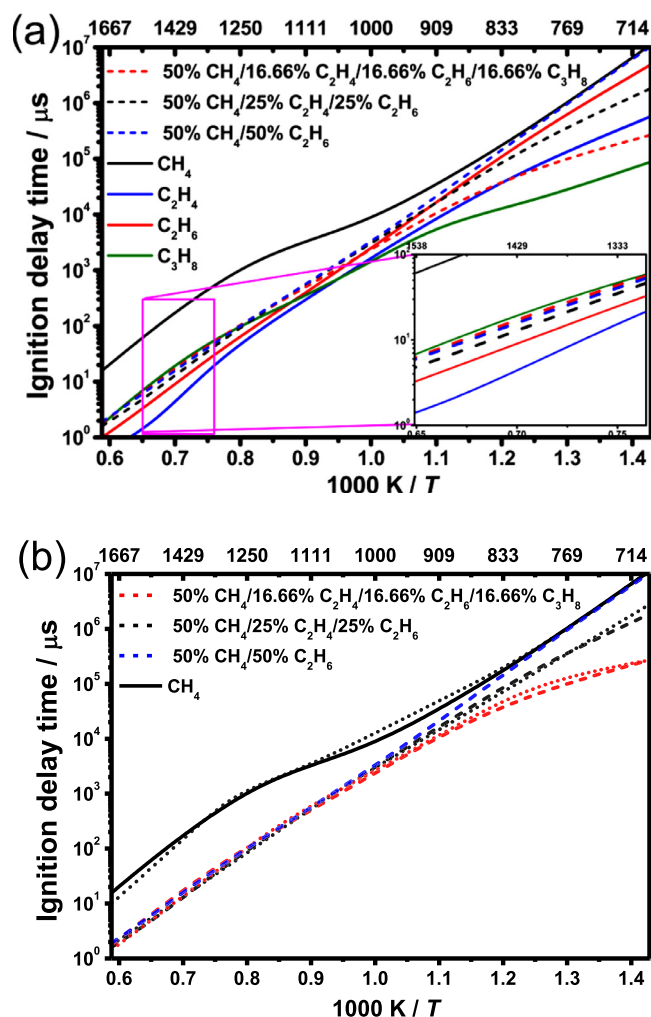 (a)
1667 1429 1250 1111 1000 909 833 769 714
10^7
10^6
10^5
10^4
10^3
10^2
10^1
10^0
Ignition delay time / μs
50% CH4/16.66% C2H4/16.66% C2H6/16.66% C3H8
50% CH4/25% C2H4/25% C2H6
50% CH4/50% C2H6
CH4
C2H4
C2H6
C3H8
1538 1429 1333
10^2
10^1
10^0
0.65 0.70 0.75
0.6 0.7 0.8 0.9 1.0 1.1 1.2 1.3 1.4
1000 K / T
(b)
1667 1429 1250 1111 1000 909 833 769 714
10^7
10^6
10^5
10^4
10^3
10^2
10^1
10^0
Ignition delay time / μs
50% CH4/16.66% C2H4/16.66% C2H6/16.66% C3H8
50% CH4/25% C2H4/25% C2H6
50% CH4/50% C2H6
CH4
0.6 0.7 0.8 0.9 1.0 1.1 1.2 1.3 1.4
1000 K / T